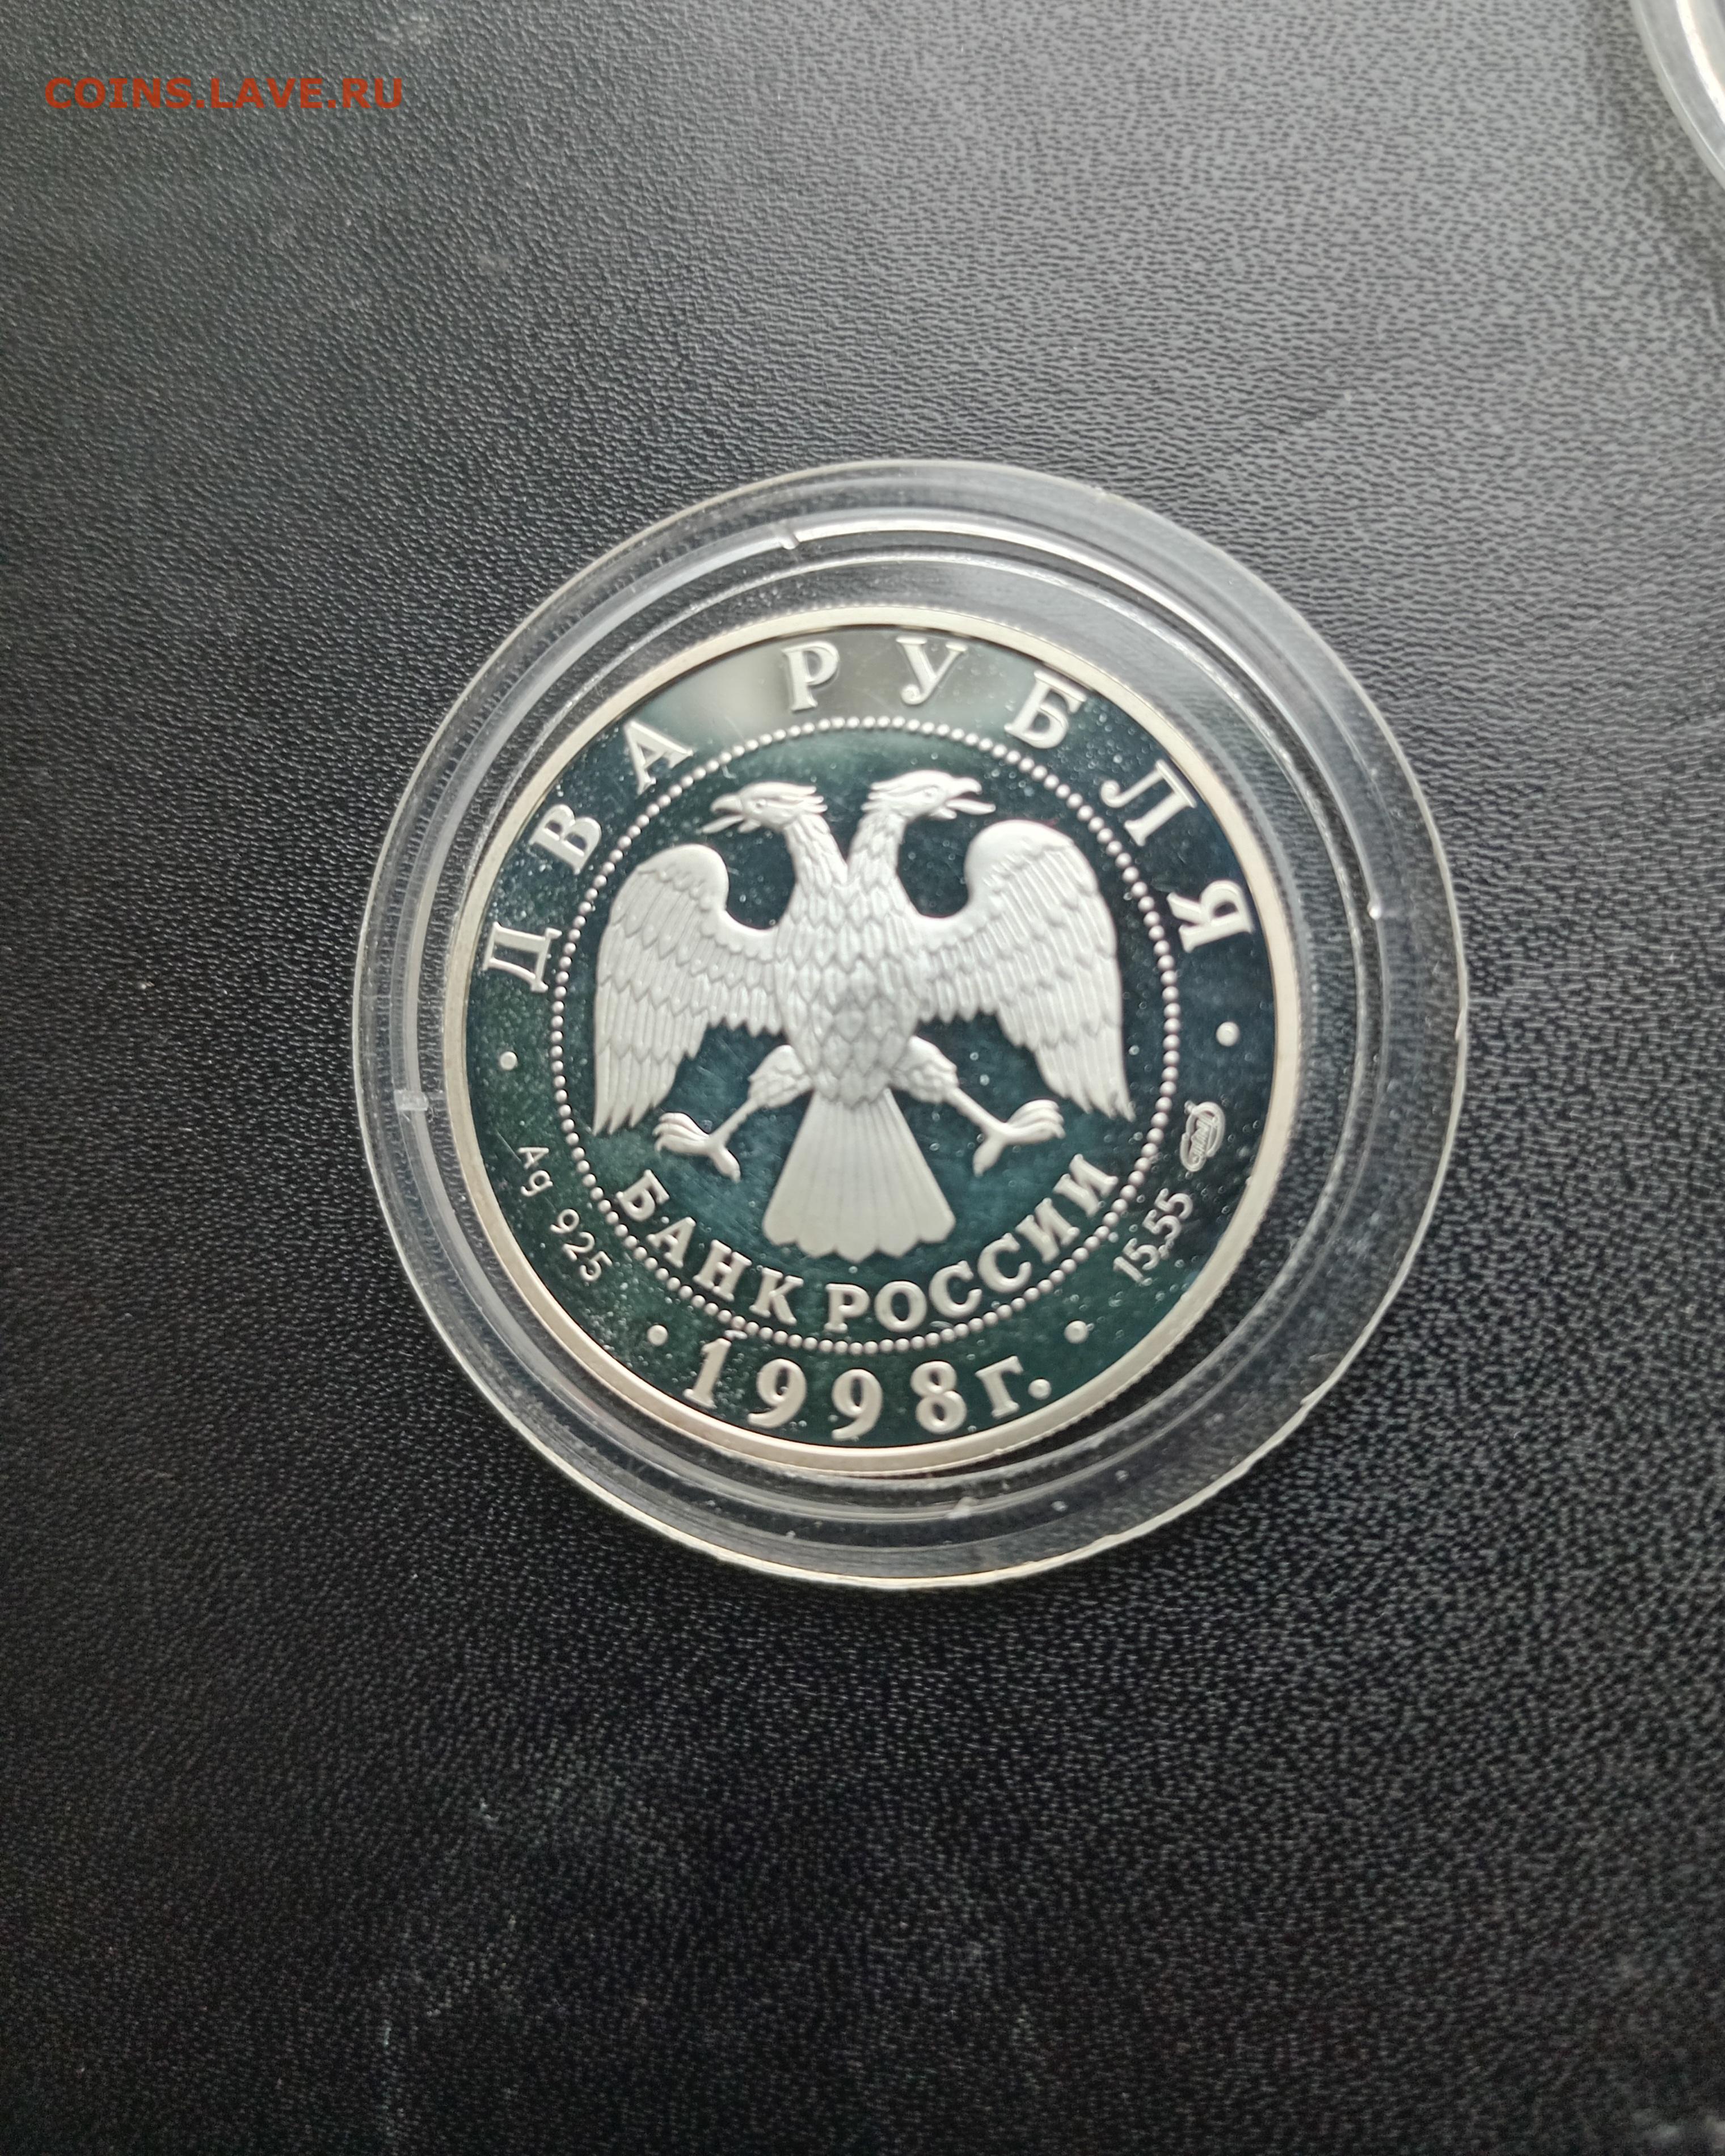 COINS.LAVE.RU
ДВА РУБЛЯ
БАНК РОССИИ
Ag 925
15,55
1998г.